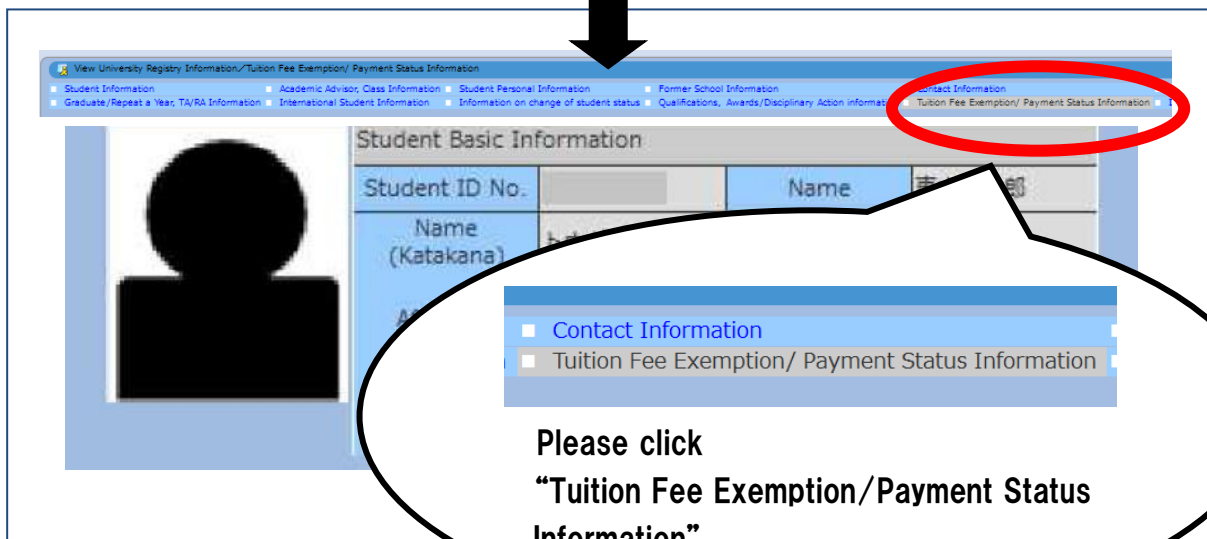 View University Registry Information／Tuition Fee Exemption/ Payment Status Information
Student Information Academic Advisor, Class Information Student Personal Information Former School Information Contact Information
Graduate/Repeat a Year, TA/RA Information International Student Information Information on change of student status Qualifications, Awards/Disciplinary Action informati Tuition Fee Exemption/ Payment Status Information
Student Basic Information
Student ID No. Name 郎
Name
(Katakana)
Contact Information
Tuition Fee Exemption/ Payment Status Information
Please click
“Tuition Fee Exemption/Payment Status
Information”